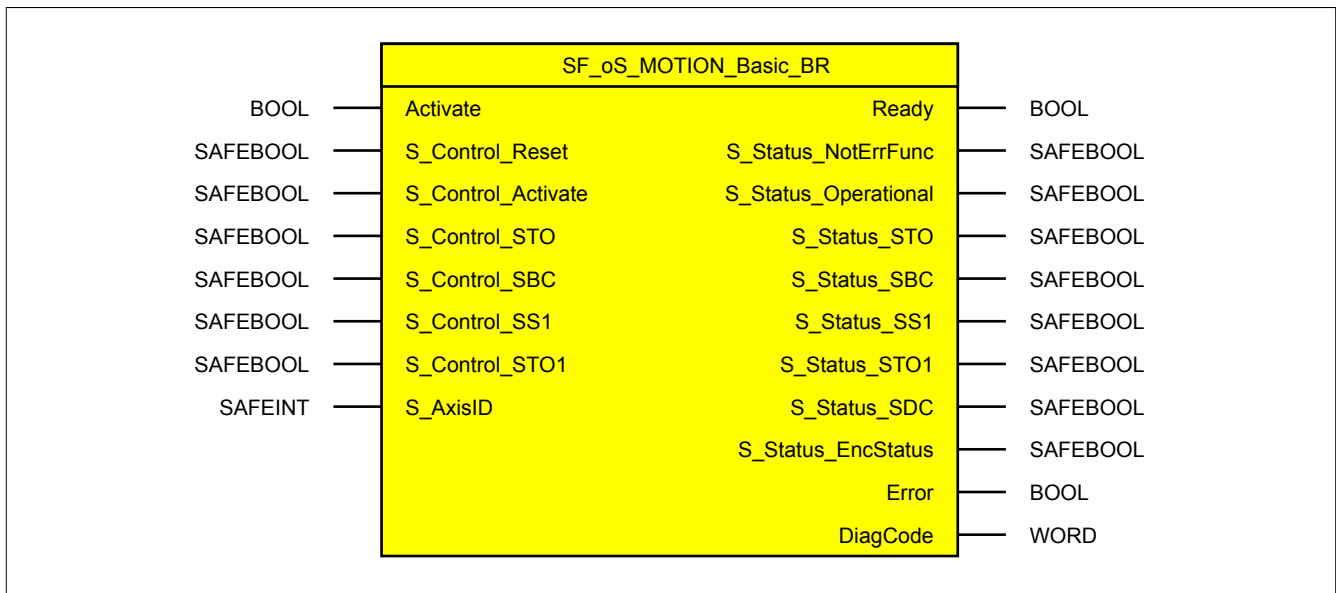 SF_oS_MOTION_Basic_BR
BOOL Activate Ready BOOL
SAFEBOOL S_Control_Reset S_Status_NotErrFunc SAFEBOOL
SAFEBOOL S_Control_Activate S_Status_Operational SAFEBOOL
SAFEBOOL S_Control_STO S_Status_STO SAFEBOOL
SAFEBOOL S_Control_SBC S_Status_SBC SAFEBOOL
SAFEBOOL S_Control_SS1 S_Status_SS1 SAFEBOOL
SAFEBOOL S_Control_STO1 S_Status_STO1 SAFEBOOL
SAFEINT S_AxisID S_Status_SDC SAFEBOOL
S_Status_EncStatus SAFEBOOL
Error BOOL
DiagCode WORD